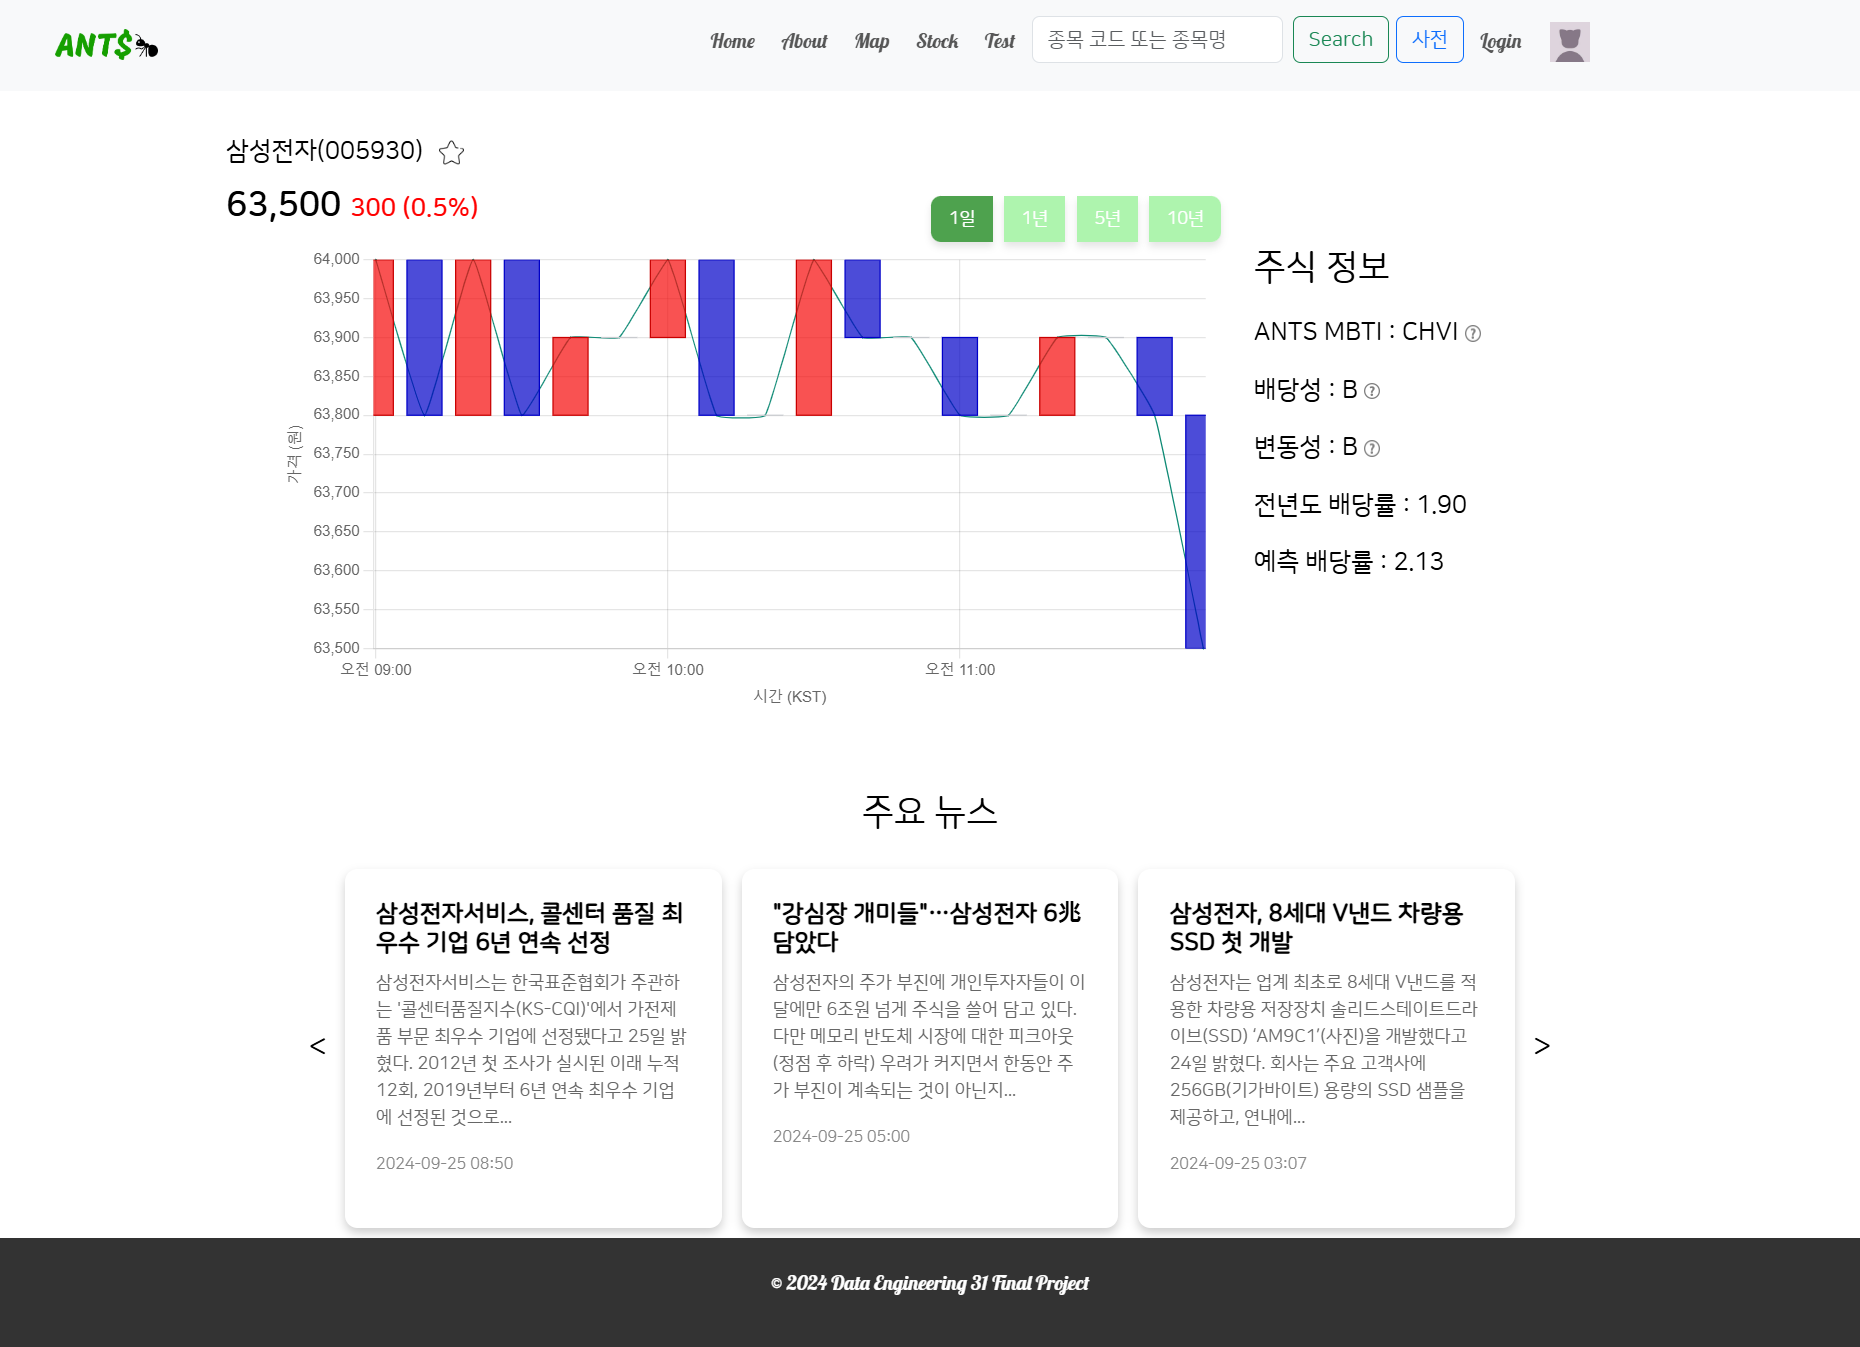 ANT$
Home About Map Stock Test 종목 코드 또는 종목명 Search 사전 Login
삼성전자(005930)
63,500 300 (0.5%)
1일 1년 5년 10년
64,000
63,950
63,900
63,850
63,800
63,750
63,700
63,650
63,600
63,550
63,500
가격 (원)
오전 09:00 오전 10:00 오전 11:00
시간 (KST)
주식 정보
ANTS MBTI : CHVI ?
배당성 : B ?
변동성 : B ?
전년도 배당률 : 1.90
예측 배당률 : 2.13
주요 뉴스
<
삼성전자서비스, 콜센터 품질 최
우수 기업 6년 연속 선정
삼성전자서비스는 한국표준협회가 주관하
는 '콜센터품질지수(KS-CQI)'에서 가전제
품 부문 최우수 기업에 선정됐다고 25일 밝
혔다. 2012년 첫 조사가 실시된 이래 누적
12회, 2019년부터 6년 연속 최우수 기업
에 선정된 것으로...
2024-09-25 08:50
"강심장 개미들"…삼성전자 6兆
담았다
삼성전자의 주가 부진에 개인투자자들이 이
달에만 6조원 넘게 주식을 쓸어 담고 있다.
다만 메모리 반도체 시장에 대한 피크아웃
(정점 후 하락) 우려가 커지면서 한동안 주
가 부진이 계속되는 것이 아닌지...
2024-09-25 05:00
삼성전자, 8세대 V낸드 차량용
SSD 첫 개발
삼성전자는 업계 최초로 8세대 V낸드를 적
용한 차량용 저장장치 솔리드스테이트드라
이브(SSD) ‘AM9C1’(사진)을 개발했다고
24일 밝혔다. 회사는 주요 고객사에
256GB(기가바이트) 용량의 SSD 샘플을
제공하고, 연내에...
2024-09-25 03:07
>
© 2024 Data Engineering 31 Final Project